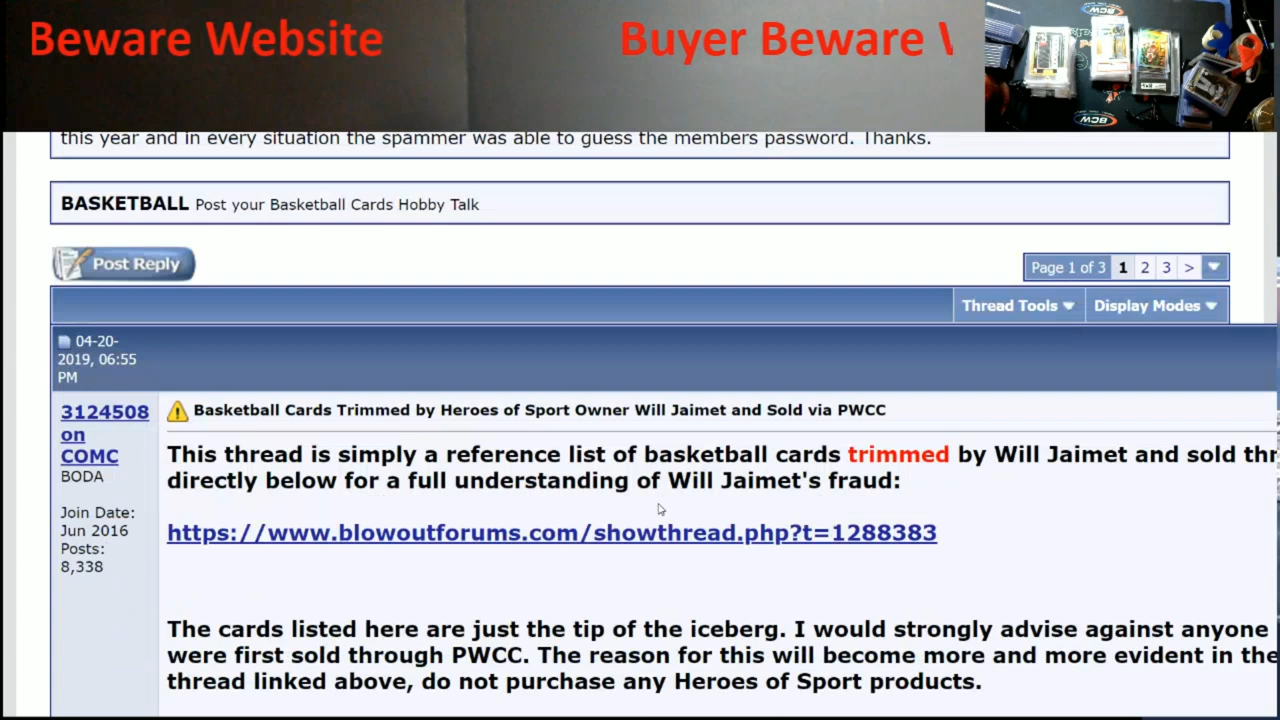 Beware Website Buyer Beware
BCW
BCW
this year and in every situation the spammer was able to guess the members password. Thanks.
BASKETBALL Post your Basketball Cards Hobby Talk
Post Reply
Page 1 of 3 1 2 3 >
Thread Tools Display Modes
04-20-
2019, 06:55
PM
3124508
on
COMC
BODA
Join Date:
Jun 2016
Posts:
8,338
Basketball Cards Trimmed by Heroes of Sport Owner Will Jaimet and Sold via PWCC
This thread is simply a reference list of basketball cards trimmed by Will Jaimet and sold thr
directly below for a full understanding of Will Jaimet's fraud:
https://www.blowoutforums.com/showthread.php?t=1288383
The cards listed here are just the tip of the iceberg. I would strongly advise against anyone
were first sold through PWCC. The reason for this will become more and more evident in the
thread linked above, do not purchase any Heroes of Sport products.